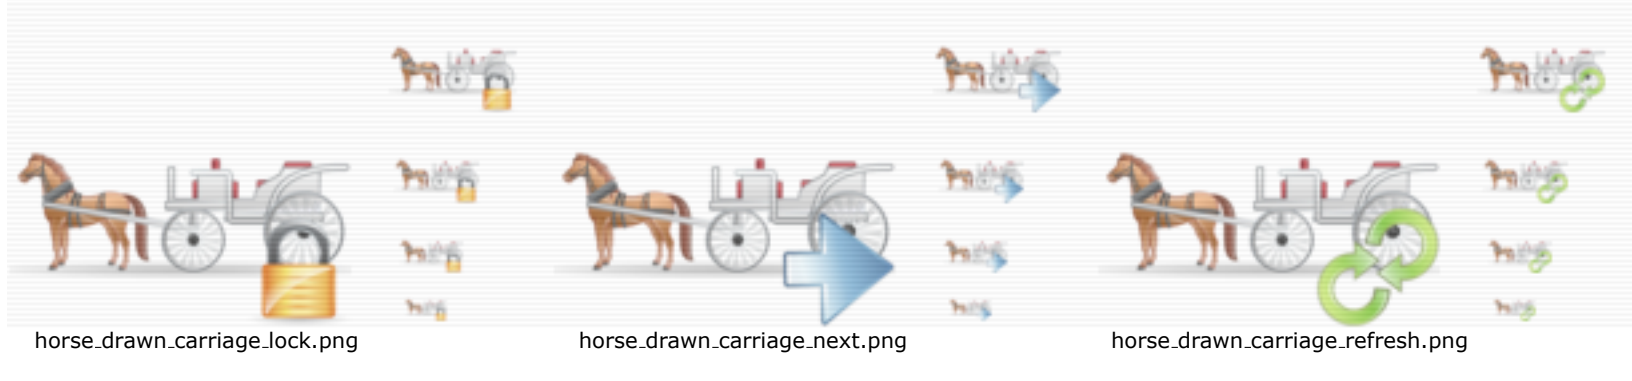 horse_drawn_carriage_lock.png
horse_drawn_carriage_next.png
horse_drawn_carriage_refresh.png